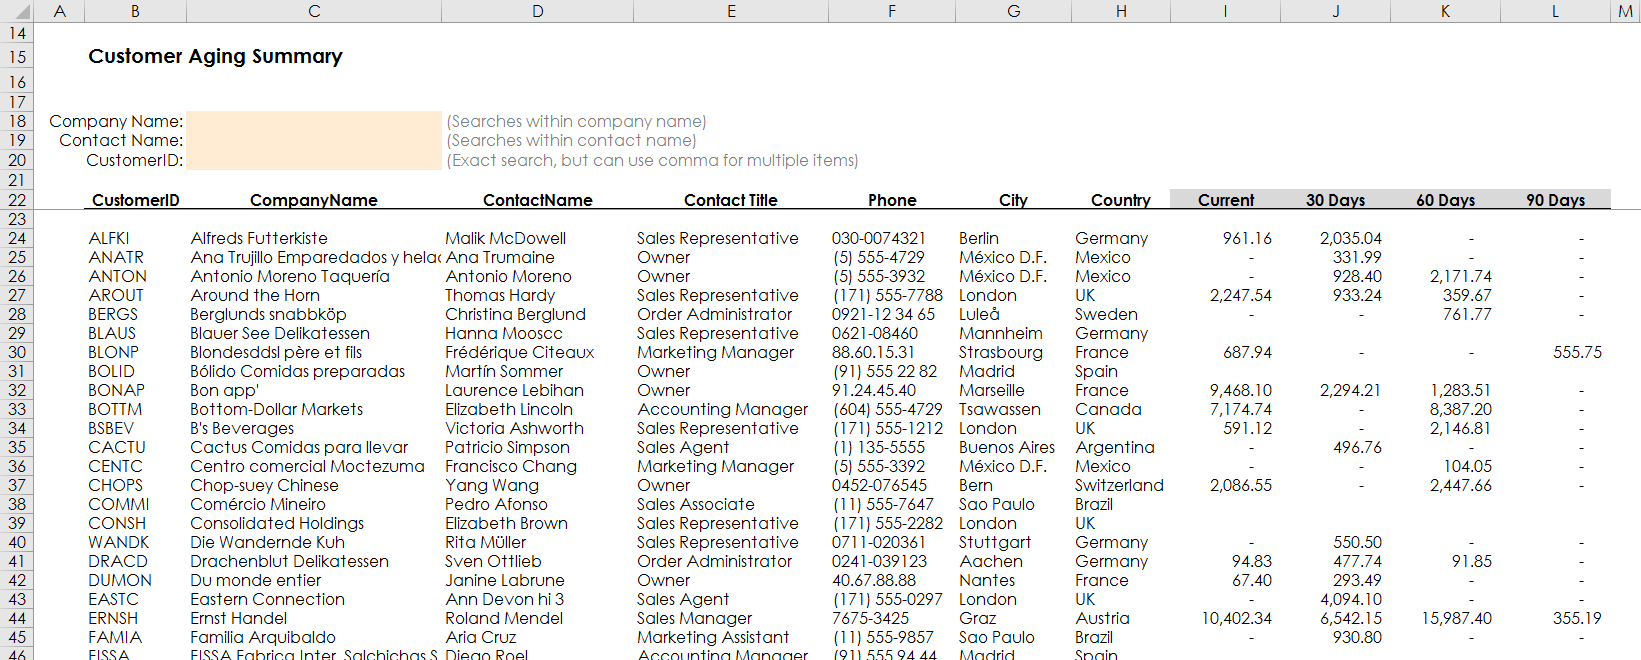 A B C D E F G H I J K L M
14
15 Customer Aging Summary
16
17
18 Company Name: (Searches within company name)
19 Contact Name: (Searches within contact name)
20 CustomerID: (Exact search, but can use comma for multiple items)
21
22 CustomerID CompanyName ContactName Contact Title Phone City Country Current 30 Days 60 Days 90 Days
23
24 ALFKI Alfreds Futterkiste Malik McDowell Sales Representative 030-0074321 Berlin Germany 961.16 2,035.04 - -
25 ANATR Ana Trujillo Emparedados y hela Ana Trumaine Owner (5) 555-4729 México D.F. Mexico - 331.99 - -
26 ANTON Antonio Moreno Taquería Antonio Moreno Owner (5) 555-3932 México D.F. Mexico - 928.40 2,171.74 -
27 AROUT Around the Horn Thomas Hardy Sales Representative (171) 555-7788 London UK 2,247.54 933.24 359.67 -
28 BERGS Berglunds snabbköp Christina Berglund Order Administrator 0921-12 34 65 Luleå Sweden - - 761.77 -
29 BLAUS Blauer See Delikatessen Hanna Mooscc Sales Representative 0621-08460 Mannheim Germany
30 BLONP Blondesddsl père et fils Frédérique Citeaux Marketing Manager 88.60.15.31 Strasbourg France 687.94 - - 555.75
31 BOLID Bólido Comidas preparadas Martín Sommer Owner (91) 555 22 82 Madrid Spain
32 BONAP Bon app' Laurence Lebihan Owner 91.24.45.40 Marseille France 9,468.10 2,294.21 1,283.51 -
33 BOTTM Bottom-Dollar Markets Elizabeth Lincoln Accounting Manager (604) 555-4729 Tsawassen Canada 7,174.74 - 8,387.20 -
34 BSBEV B's Beverages Victoria Ashworth Sales Representative (171) 555-1212 London UK 591.12 - 2,146.81 -
35 CACTU Cactus Comidas para llevar Patricio Simpson Sales Agent (1) 135-5555 Buenos Aires Argentina - 496.76 - -
36 CENTC Centro comercial Moctezuma Francisco Chang Marketing Manager (5) 555-3392 México D.F. Mexico - - 104.05 -
37 CHOPS Chop-suey Chinese Yang Wang Owner 0452-076545 Bern Switzerland 2,086.55 - 2,447.66 -
38 COMMI Comércio Mineiro Pedro Afonso Sales Associate (11) 555-7647 Sao Paulo Brazil
39 CONSH Consolidated Holdings Elizabeth Brown Sales Representative (171) 555-2282 London UK
40 WANDK Die Wandernde Kuh Rita Müller Sales Representative 0711-020361 Stuttgart Germany - 550.50 - -
41 DRACD Drachenblut Delikatessen Sven Ottlieb Order Administrator 0241-039123 Aachen Germany 94.83 477.74 91.85 -
42 DUMON Du monde entier Janine Labrune Owner 40.67.88.88 Nantes France 67.40 293.49 - -
43 EASTC Eastern Connection Ann Devon hi 3 Sales Agent (171) 555-0297 London UK - 4,094.10 - -
44 ERNSH Ernst Handel Roland Mendel Sales Manager 7675-3425 Graz Austria 10,402.34 6,542.15 15,987.40 355.19
45 FAMIA Familia Arquibaldo Aria Cruz Marketing Assistant (11) 555-9857 Sao Paulo Brazil - 930.80 - -
46 FISSA FISSA Fabrica Inter. Salchichas S Diego Roel Accounting Manager (91) 555 94 44 Madrid Spain